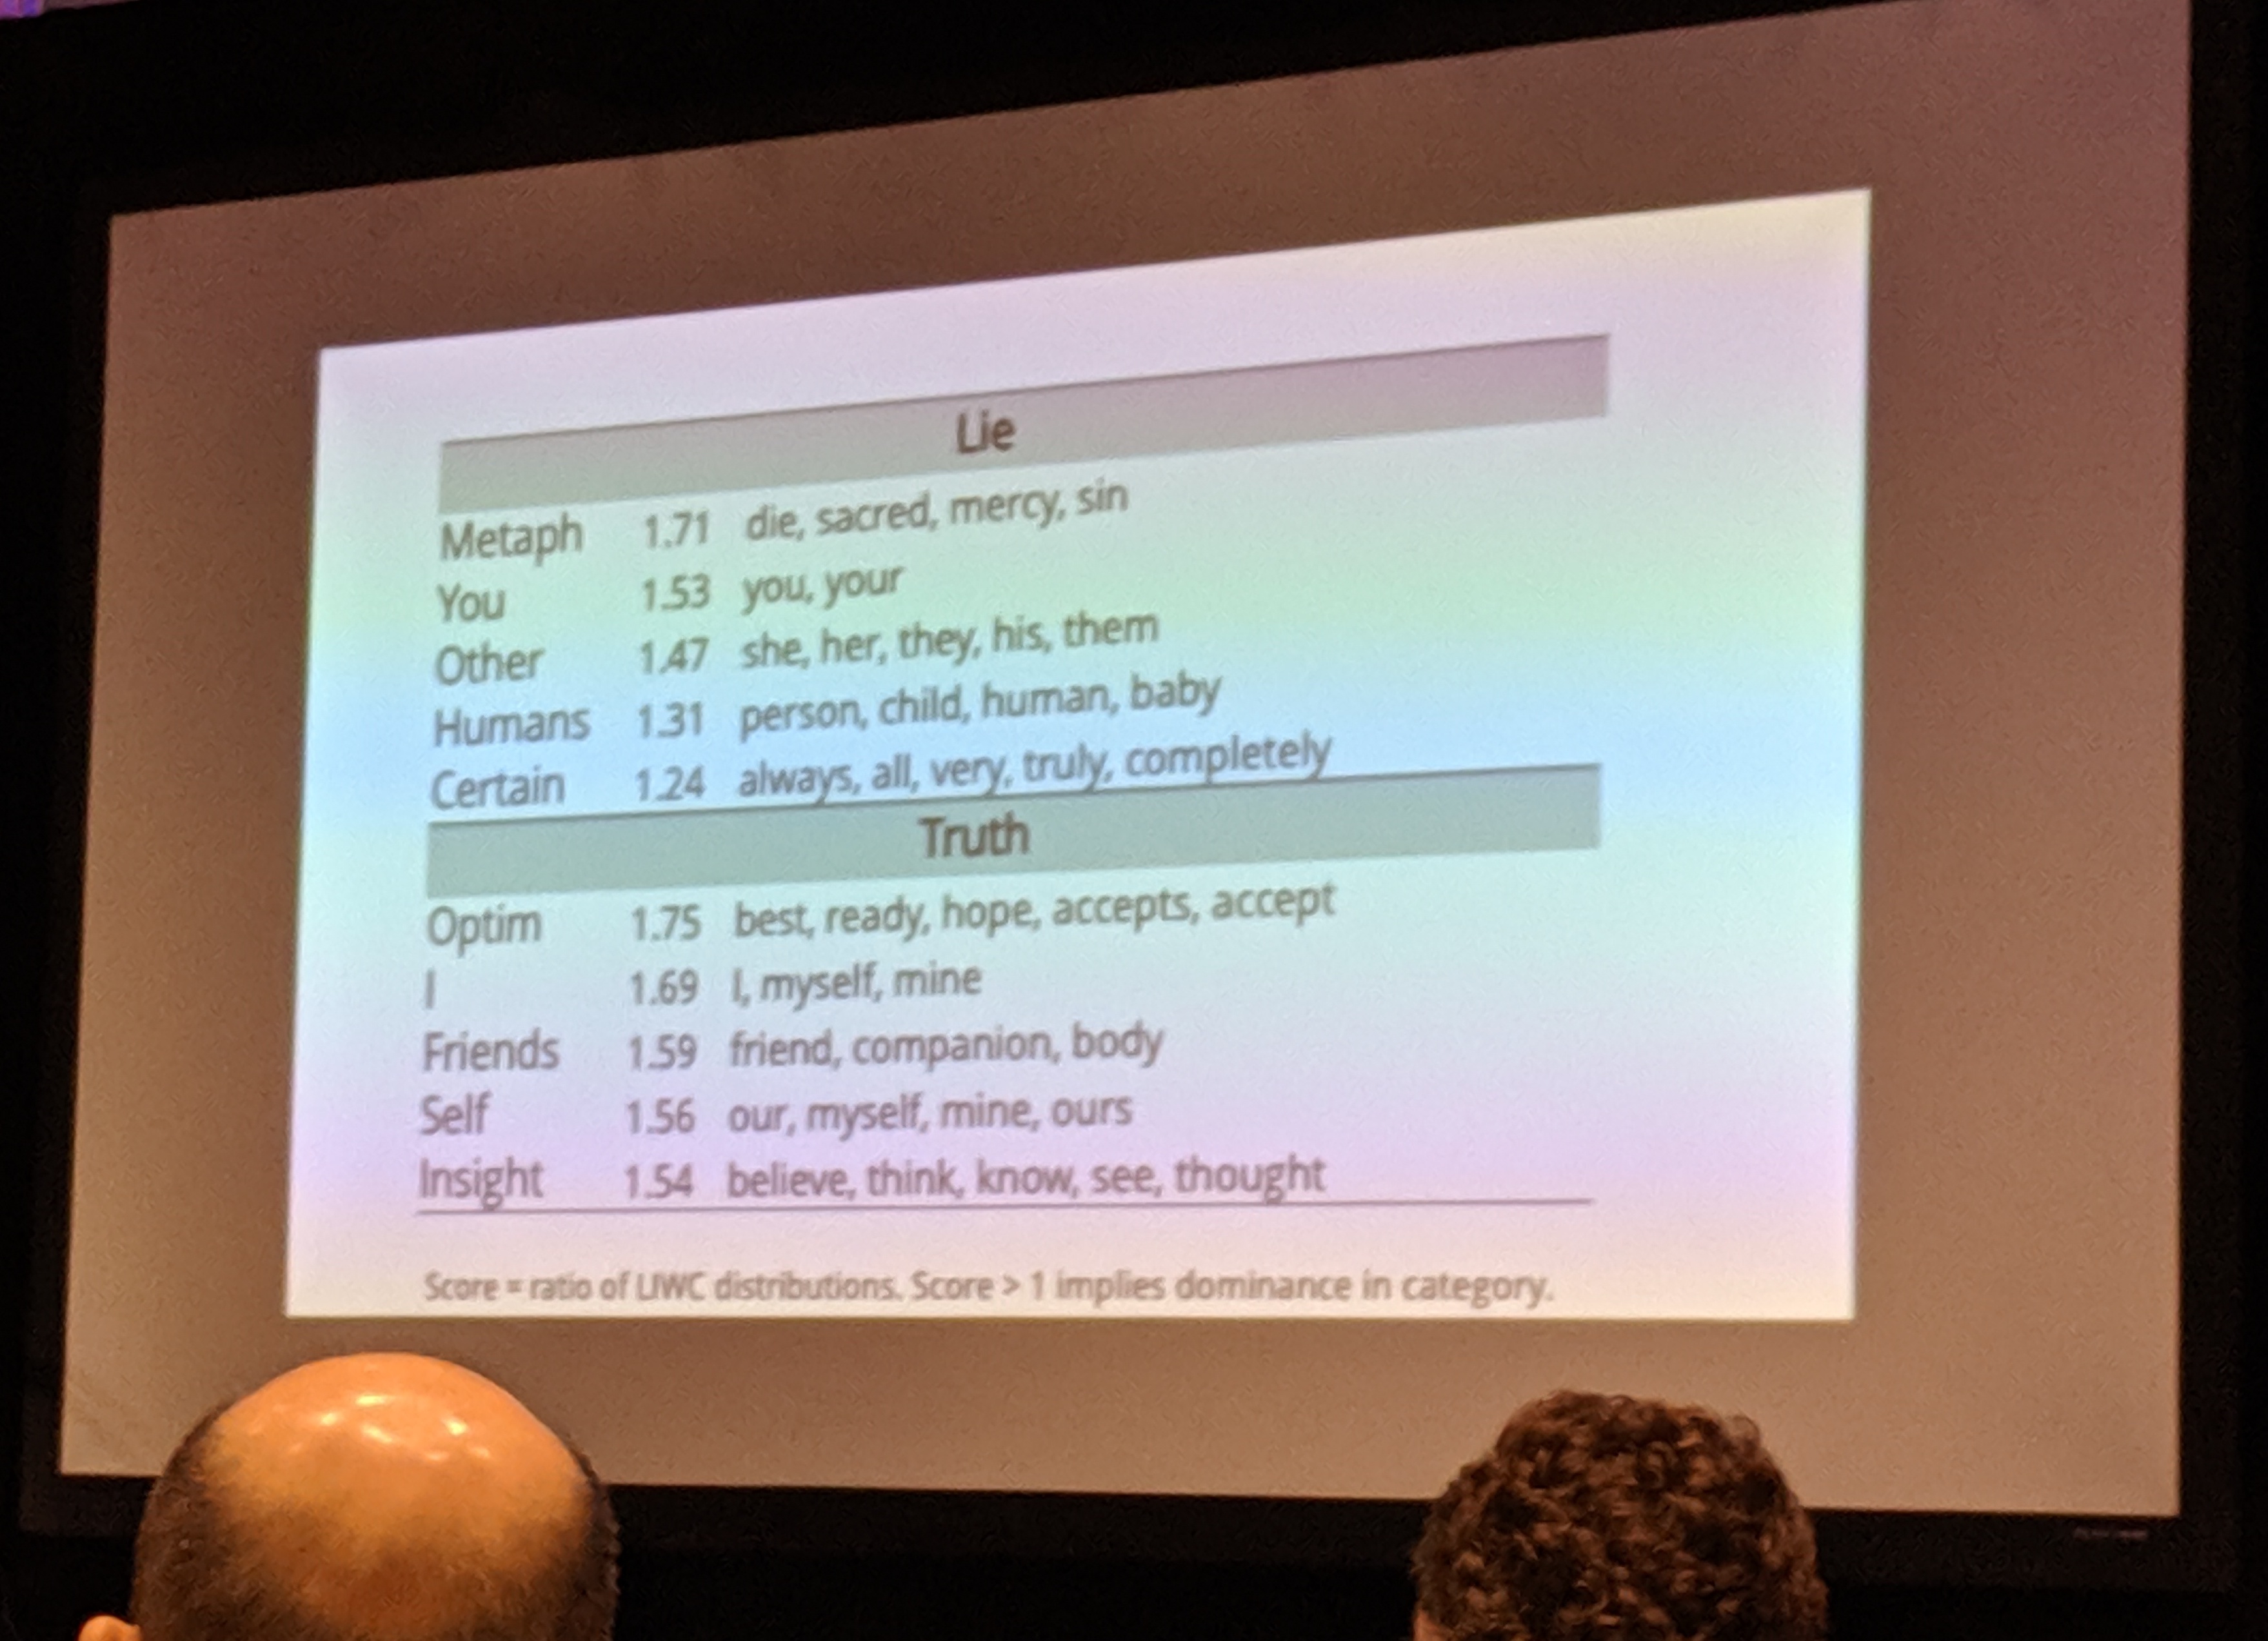 Lie
Metaph 1.71 die, sacred, mercy, sin
You 1.53 you, your
Other 1.47 she, her, they, his, them
Humans 1.31 person, child, human, baby
Certain 1.24 always, all, very, truly, completely
Truth
Optim 1.75 best, ready, hope, accepts, accept
I 1.69 I, myself, mine
Friends 1.59 friend, companion, body
Self 1.56 our, myself, mine, ours
Insight 1.54 believe, think, know, see, thought
Score = ratio of LIWC distributions. Score > 1 implies dominance in category.